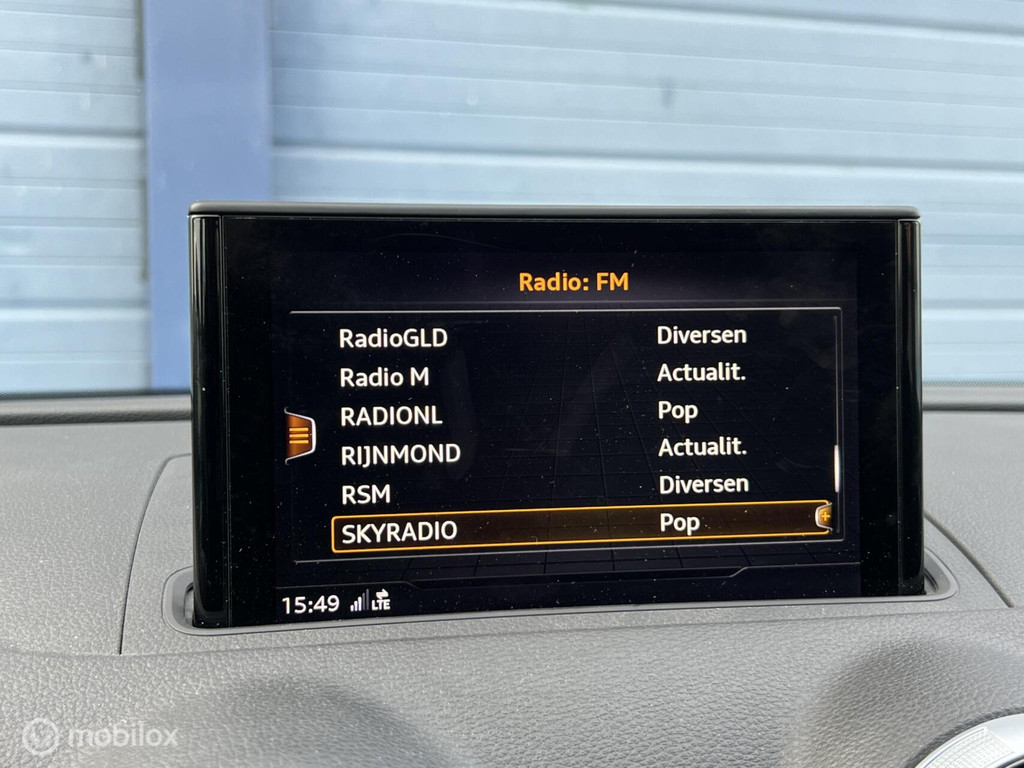 Radio: FM
RadioGLD Diversen
Radio M Actualit.
RADIONL Pop
RIJNMOND Actualit.
RSM Diversen
SKYRADIO Pop
15:49 LTE
mobilox